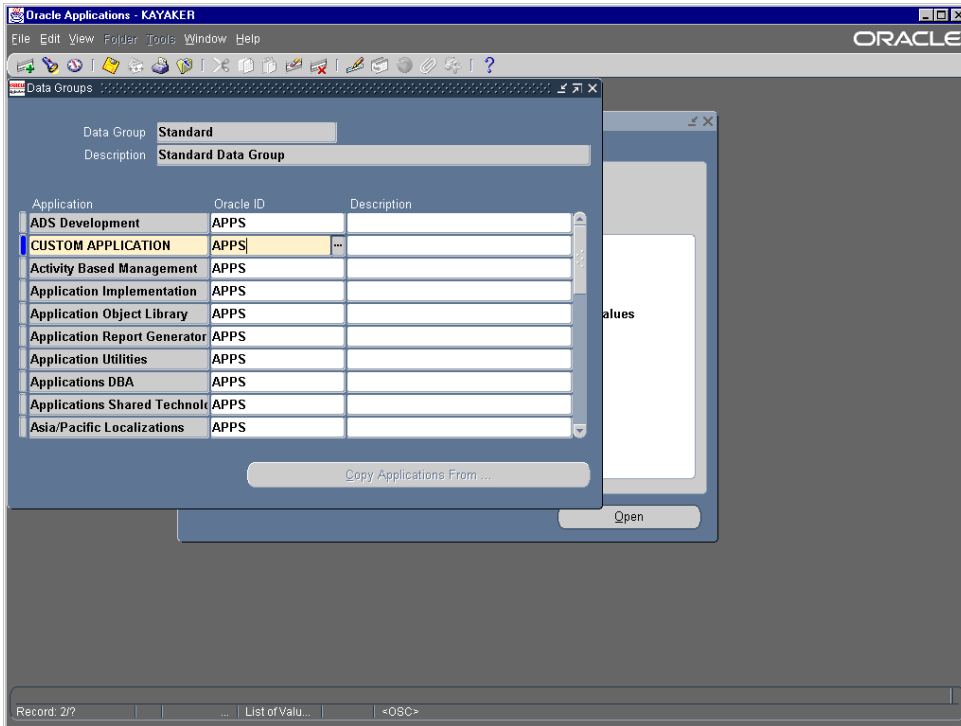 Oracle Applications - KAYAKER
File Edit View Folder Tools Window Help
ORACLE
Data Groups
Data Group Standard
Description Standard Data Group
Application Oracle ID Description
ADS Development APPS
CUSTOM APPLICATION APPS ...
Activity Based Management APPS
Application Implementation APPS
Application Object Library APPS
alues
Application Report Generator APPS
Application Utilities APPS
Applications DBA APPS
Applications Shared Technolo APPS
Asia/Pacific Localizations APPS
Copy Applications From ...
Open
Record: 2/? ... List of Valu... <OSC>